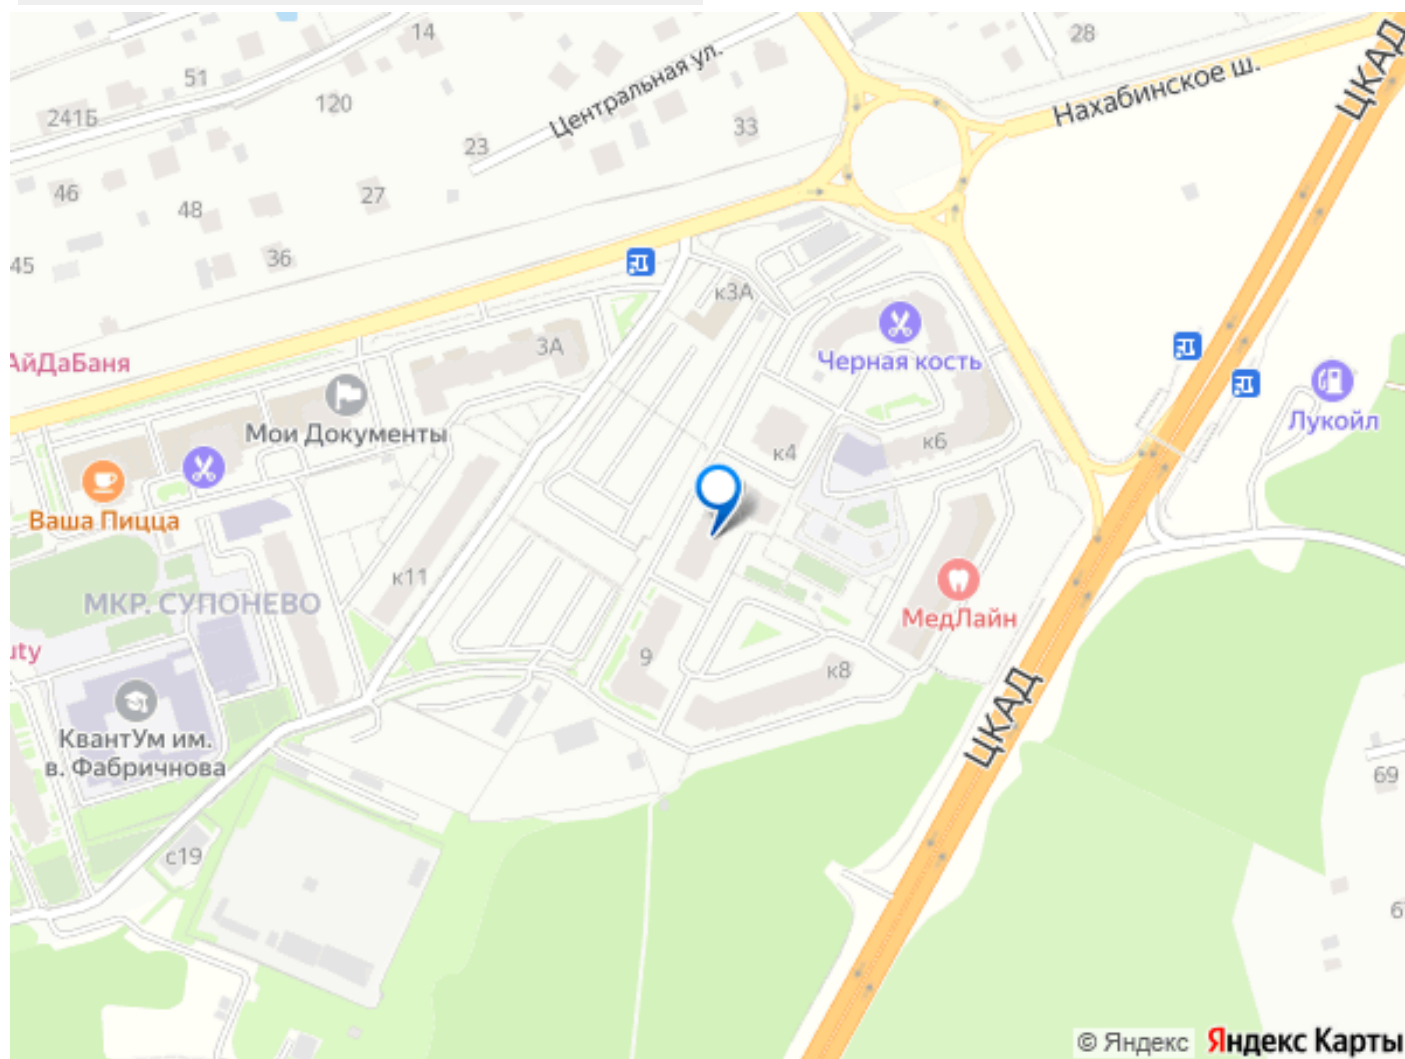 14
28
ЦКАД
51
Центральная ул.
Нахабинское ш.
120
241Б
33
23
46
27
48
36
45
к3А
3А
Черная кость
АйДаБаня
Мои Документы
к4
к6
Лукойл
Ваша Пицца
к11
МКР. СУПОНЕВО
МедЛайн
uty
9
к8
ЦКАД
КвантУм им.
в. Фабричнова
69
с19
© Яндекс Яндекс Карты